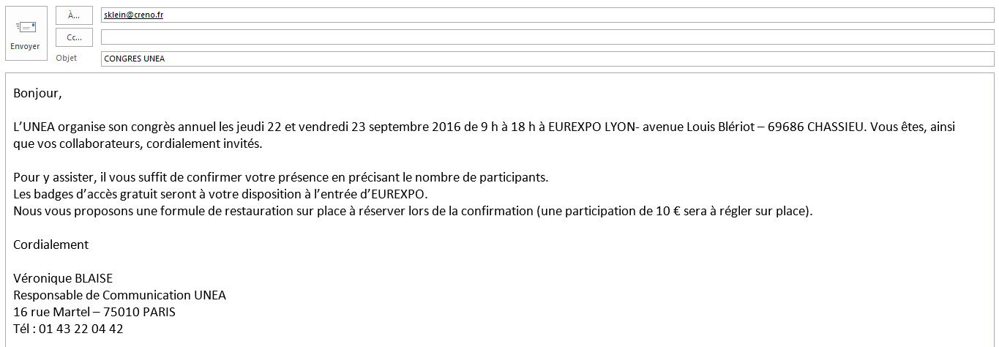 À...
sklein@creno.fr
Cc...
Envoyer
Objet
CONGRES UNEA
Bonjour,
L’UNEA organise son congrès annuel les jeudi 22 et vendredi 23 septembre 2016 de 9 h à 18 h à EUREXPO LYON- avenue Louis Blériot – 69686 CHASSIEU. Vous êtes, ainsi
que vos collaborateurs, cordialement invités.
Pour y assister, il vous suffit de confirmer votre présence en précisant le nombre de participants.
Les badges d’accès gratuit seront à votre disposition à l’entrée d’EUREXPO.
Nous vous proposons une formule de restauration sur place à réserver lors de la confirmation (une participation de 10 € sera à régler sur place).
Cordialement
Véronique BLAISE
Responsable de Communication UNEA
16 rue Martel – 75010 PARIS
Tél : 01 43 22 04 42